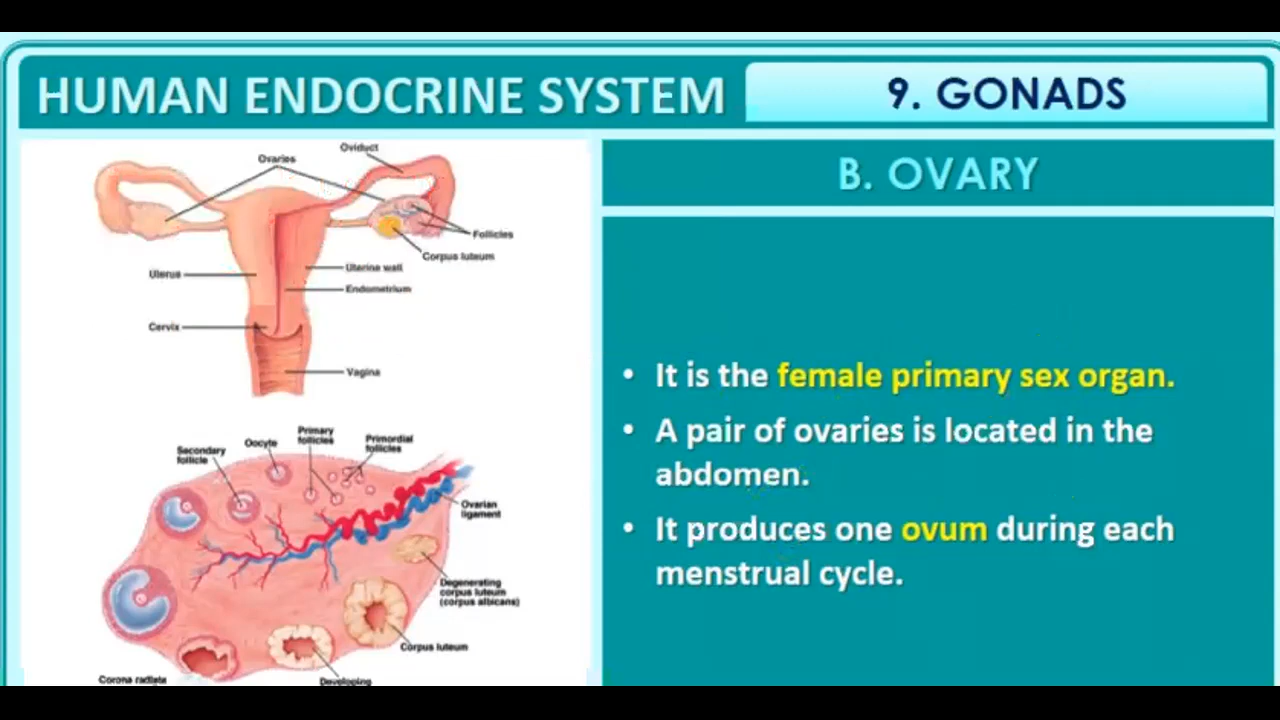 HUMAN ENDOCRINE SYSTEM
9. GONADS
Ovaries
Oviduct
Follicles
Corpus luteum
Uterus
Uterine wall
Endometrium
Cervix
Vagina
B. OVARY
• It is the female primary sex organ.
• A pair of ovaries is located in the
abdomen.
• It produces one ovum during each
menstrual cycle.
Secondary
follicle
Oocyte
Primary
follicles
Primordial
follicles
Ovarian
ligament
Degenerating
corpus luteum
(corpus albicans)
Corpus luteum
Corona radiata
Developing